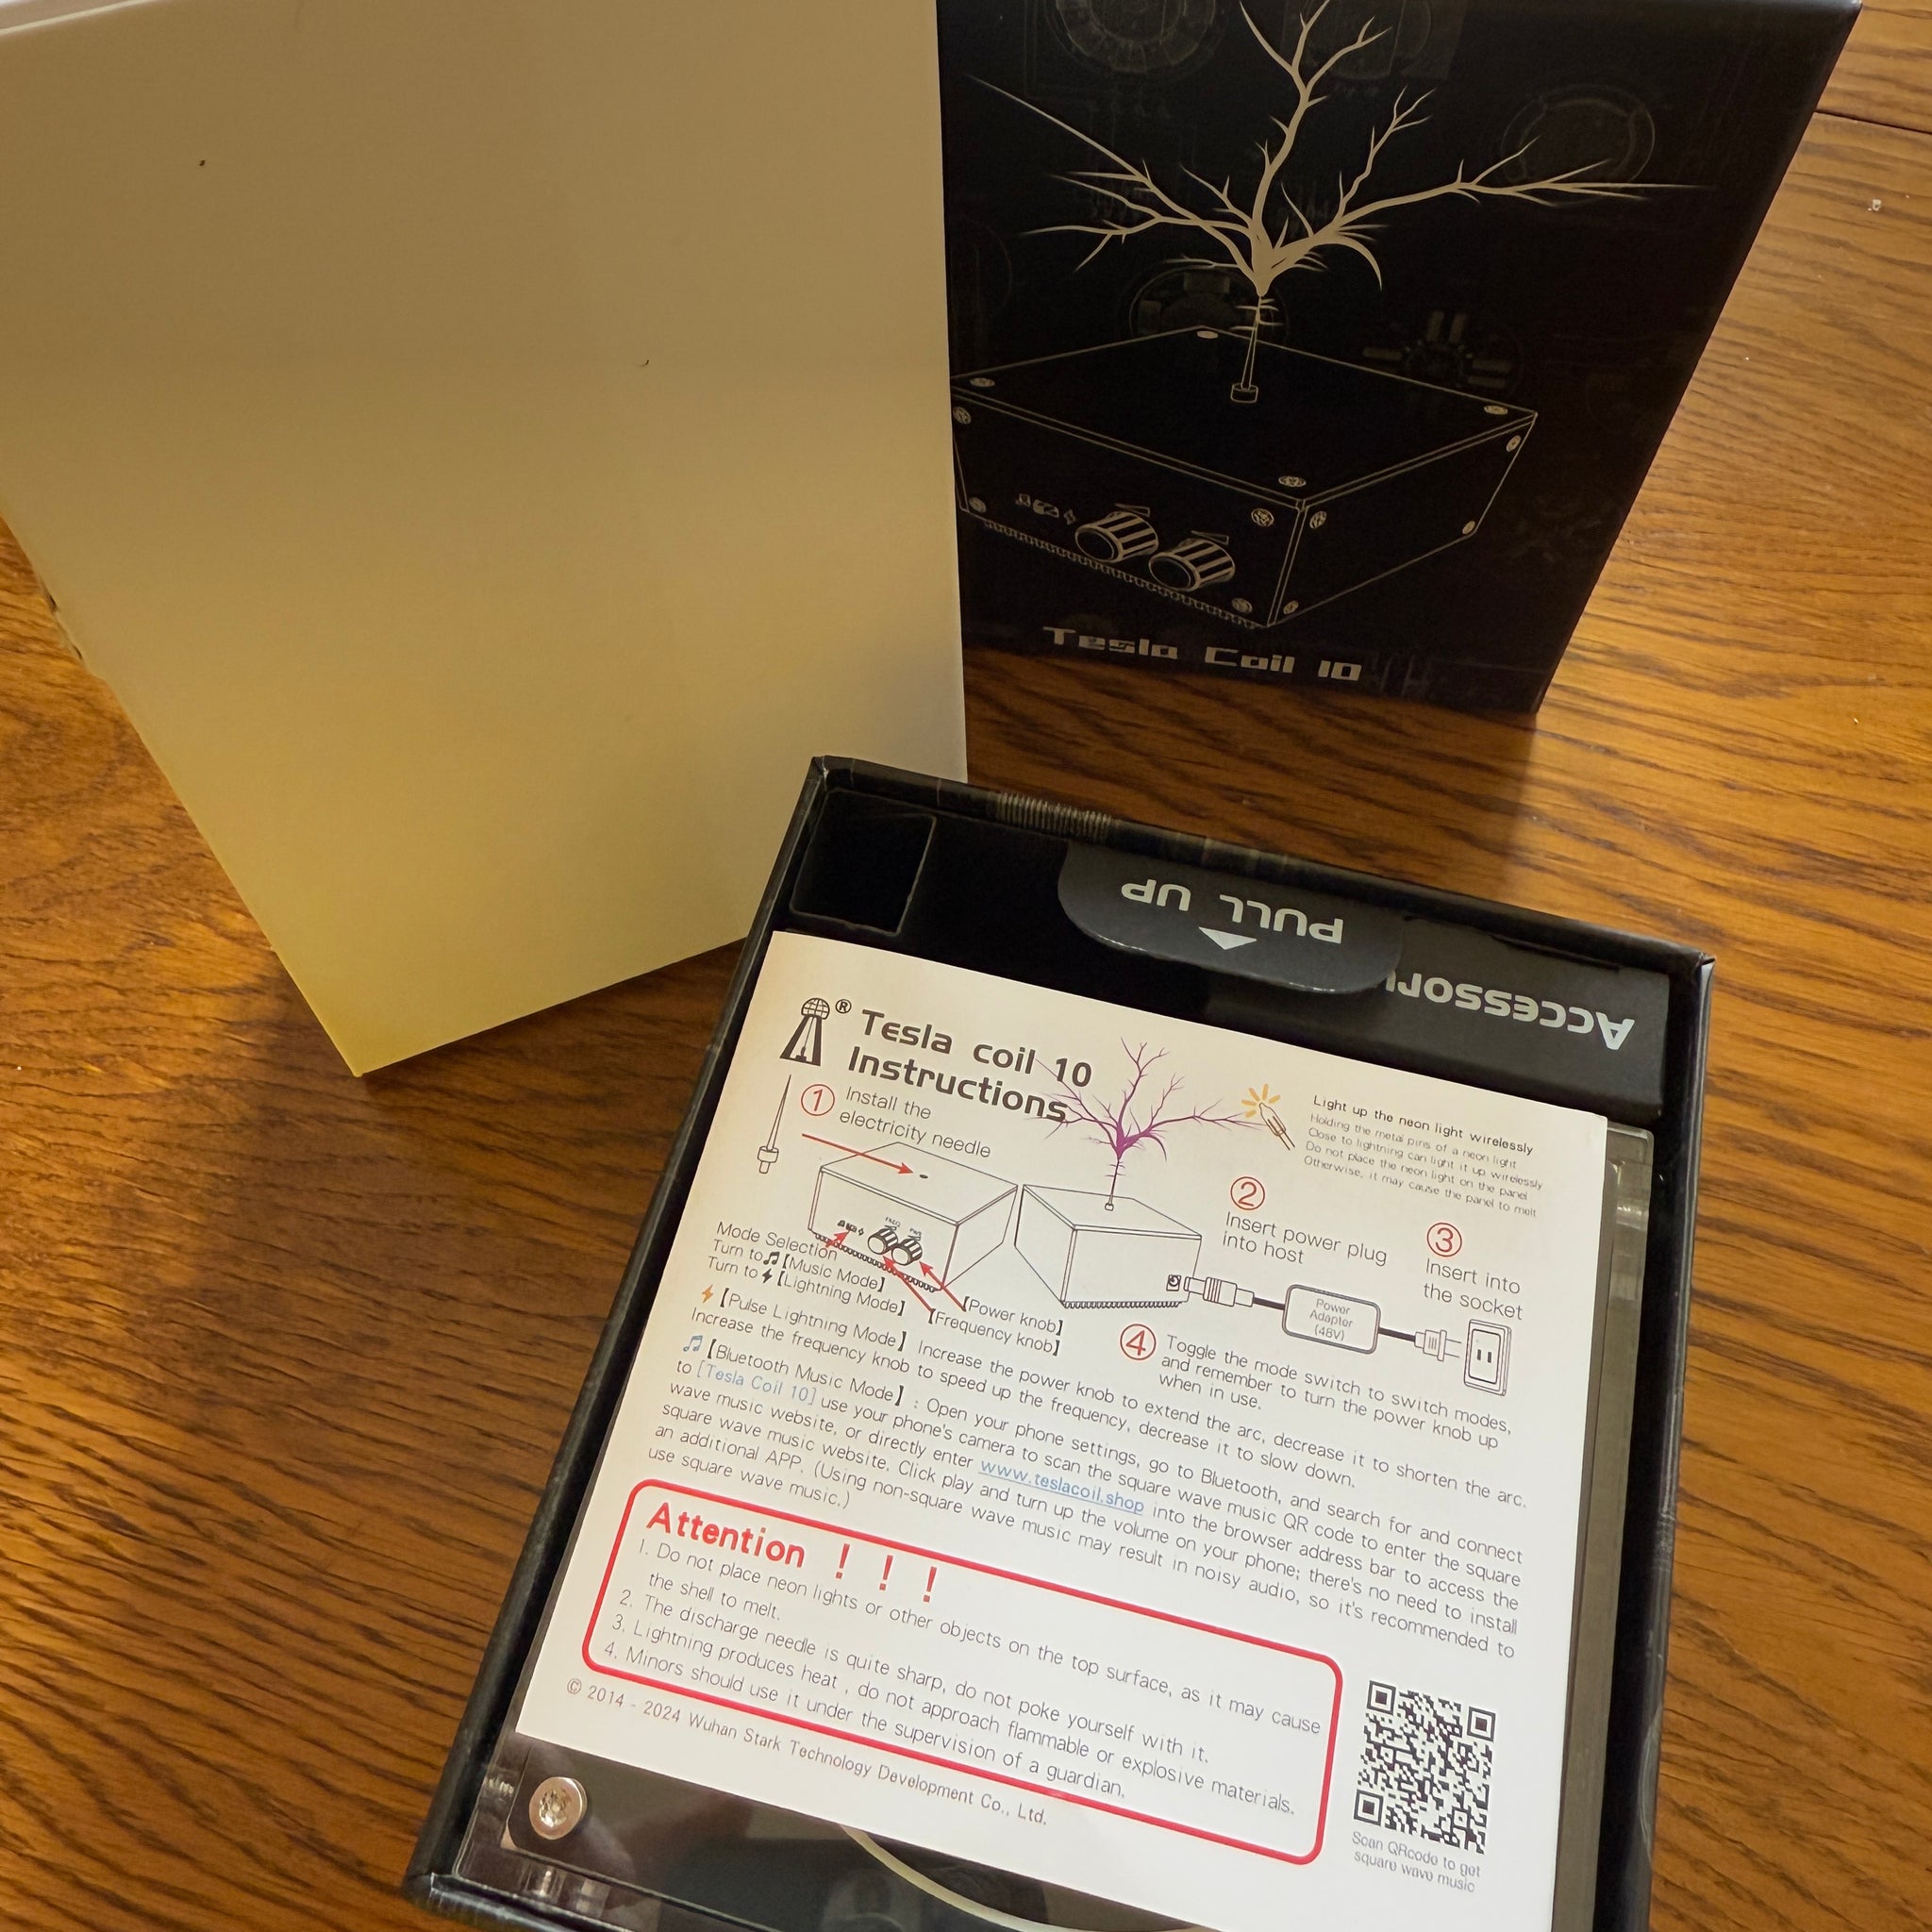 Tesla Coil 10
PULL UP
Accessory
®
Tesla coil 10
Instructions
1
Install the
electricity needle
Light up the neon light wirelessly
Holding the metal pins of a neon light
Close to lightning can light it up wirelessly
Do not place the neon light on the panel
Otherwise, it may cause the panel to melt
2
Insert power plug
into host
3
Insert into
the socket
Mode Selection
Turn to 🎵【Music Mode】
Turn to ⚡【Lightning Mode】
【Power knob】
【Frequency knob】
Power
Adaptor
(48V)
4
Toggle the mode switch to switch modes,
and remember to turn the power knob up
when in use.
⚡【Pulse Lightning Mode】 Increase the power knob to extend the arc, decrease it to shorten the arc.
Increase the frequency knob to speed up the frequency, decrease it to slow down.
🎵【Bluetooth Music Mode】: Open your phone settings, go to Bluetooth, and search for and connect
to [Tesla Coil 10] use your phone's camera to scan the square wave music QR code to enter the square
wave music website, or directly enter www.teslacoil.shop into the browser address bar to access the
square wave music website. Click play and turn up the volume on your phone; there's no need to install
an additional APP. (Using non-square wave music may result in noisy audio, so it's recommended to
use square wave music.)
Attention ! ! !
1. Do not place neon lights or other objects on the top surface, as it may cause
the shell to melt.
2. The discharge needle is quite sharp, do not poke yourself with it.
3. Lightning produces heat , do not approach flammable or explosive materials.
4. Minors should use it under the supervision of a guardian.
© 2014 - 2024 Wuhan Stark Technology Development Co., Ltd.
Scan QRcode to get
square wave music